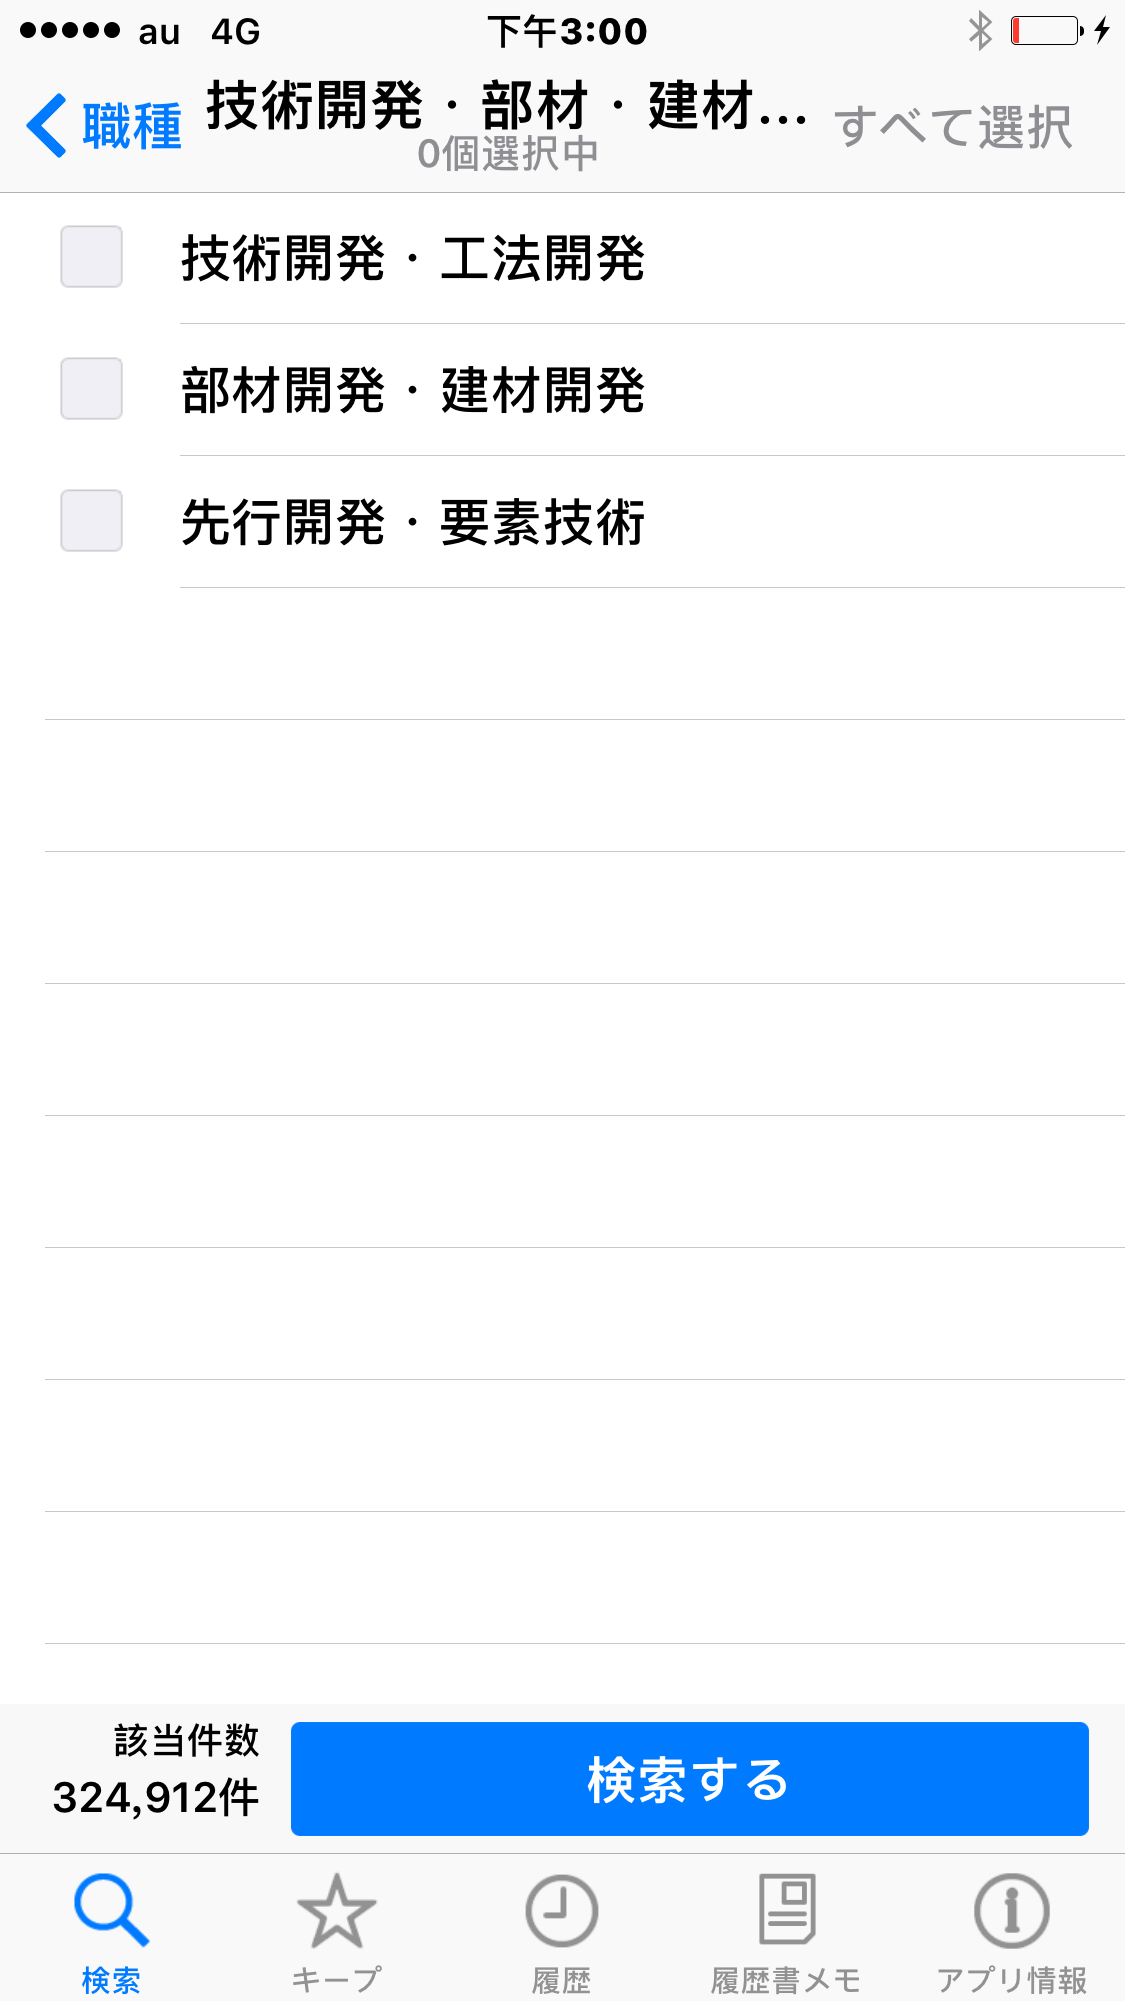 au 4G 下午3:00
職種 技術開発・部材・建材... すべて選択
0個選択中
技術開発・工法開発
部材開発・建材開発
先行開発・要素技術
該当件数
324,912件
検索する
検索 キープ 履歴 履歴書メモ アプリ情報